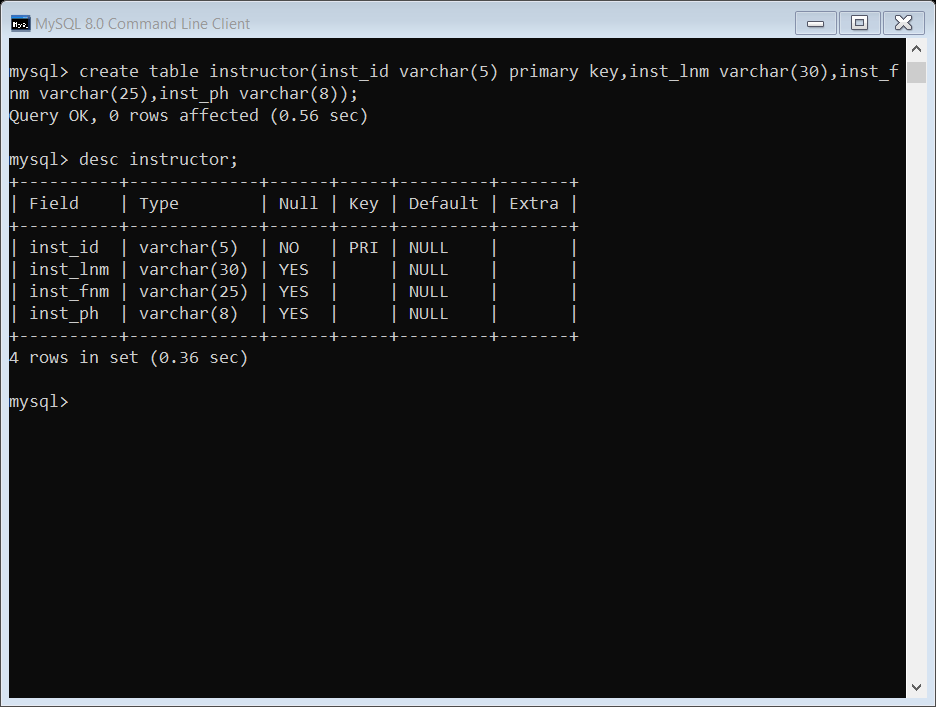 MySQL 8.0 Command Line Client
mysql> create table instructor(inst_id varchar(5) primary key,inst_lnm varchar(30),inst_f
nm varchar(25),inst_ph varchar(8));
Query OK, 0 rows affected (0.56 sec)
mysql> desc instructor;
+----------+-------------+------+-----+---------+-------+
| Field    | Type        | Null | Key | Default | Extra |
+----------+-------------+------+-----+---------+-------+
| inst_id  | varchar(5)  | NO   | PRI | NULL    |       |
| inst_lnm | varchar(30) | YES  |     | NULL    |       |
| inst_fnm | varchar(25) | YES  |     | NULL    |       |
| inst_ph  | varchar(8)  | YES  |     | NULL    |       |
+----------+-------------+------+-----+---------+-------+
4 rows in set (0.36 sec)
mysql>